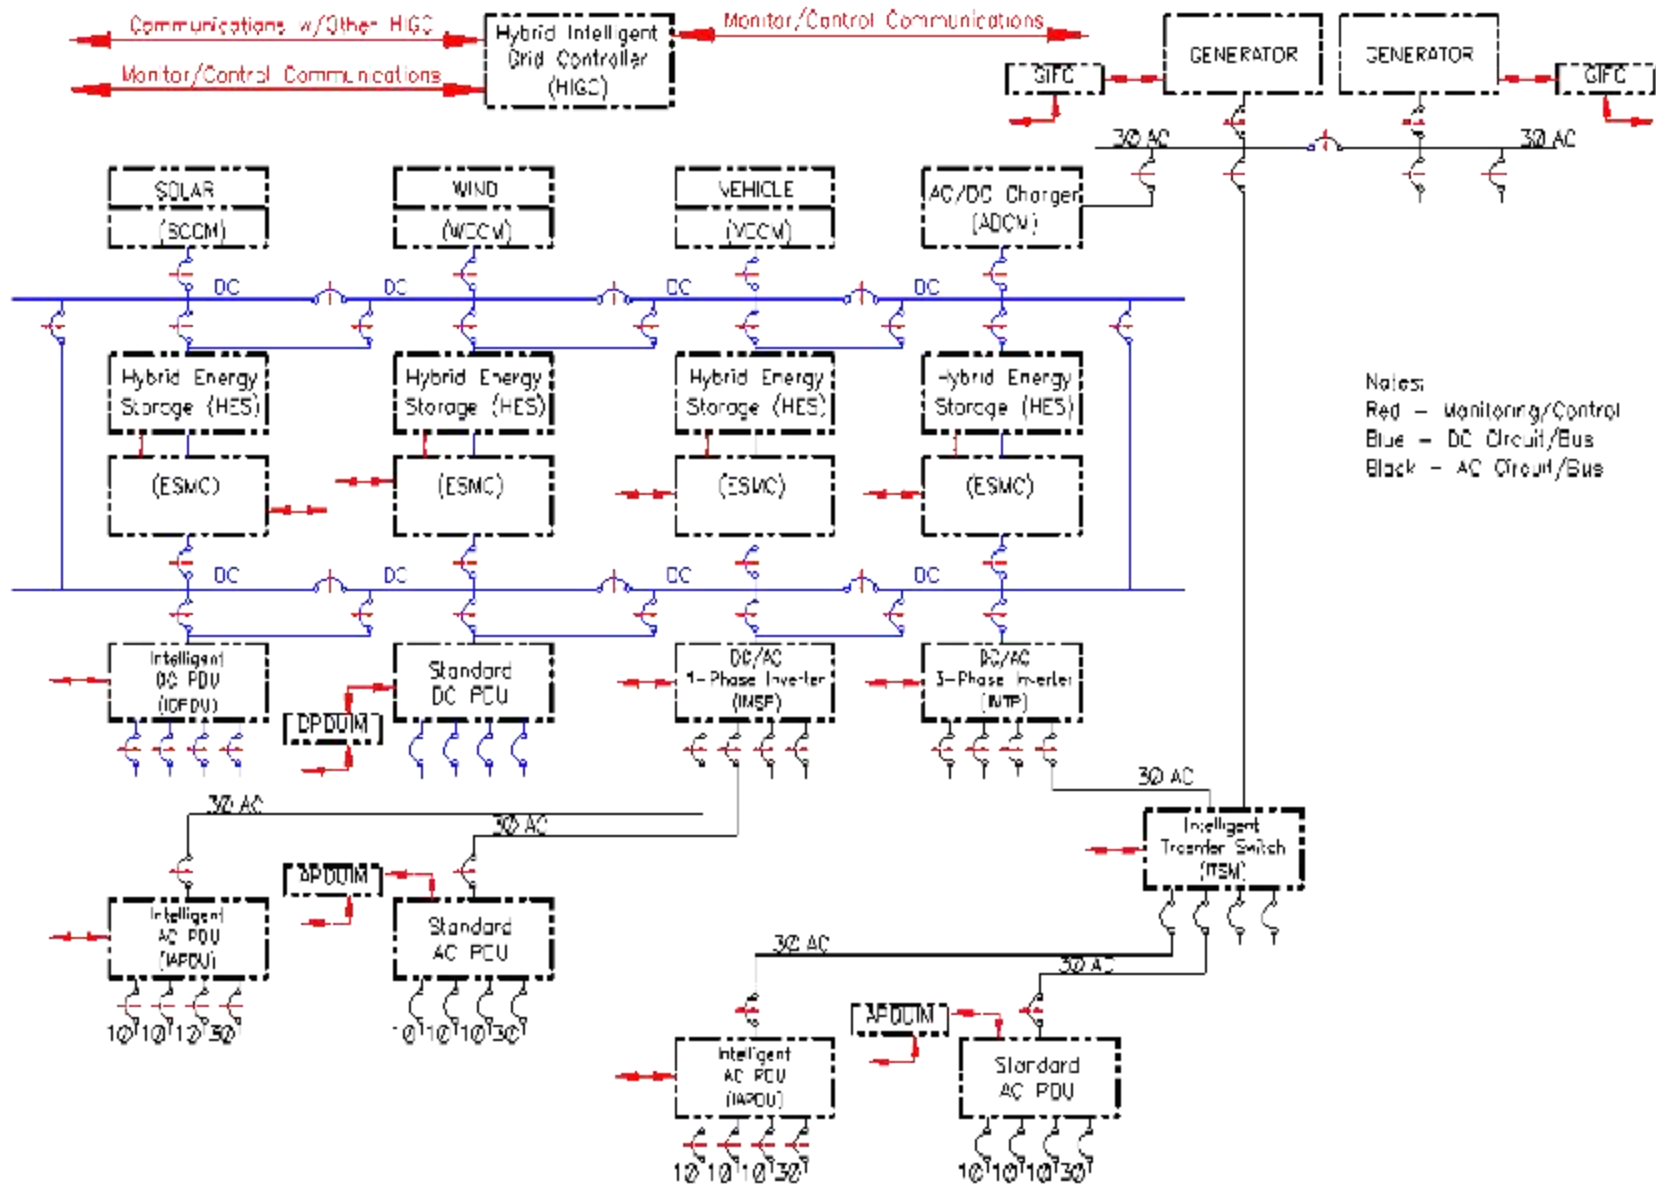 Communications w/Other HIGC
Monitor/Control Communications
Hybrid Intelligent
Grid Controller
(HIGC)
Monitor/Control Communications
GENERATOR
GENERATOR
GIFC
GIFC
3Ø AC
3Ø AC
SOLAR
(SCCM)
WIND
(WCCM)
VEHICLE
(VCCM)
AC/DC Charger
(ADCM)
DC
DC
DC
DC
Hybrid Energy
Storage (HES)
Hybrid Energy
Storage (HES)
Hybrid Energy
Storage (HES)
Hybrid Energy
Storage (HES)
(ESMC)
(ESMC)
(ESMC)
(ESMC)
Notes:
Red – Monitoring/Control
Blue – DC Circuit/Bus
Black – AC Circuit/Bus
DC
DC
DC
DC
Intelligent
DC PDU
(IDPDU)
Standard
DC PDU
DPDUIM
DC/AC
1-Phase Inverter
(IMSP)
DC/AC
3-Phase Inverter
(IMTP)
3Ø AC
3Ø AC
3Ø AC
Intelligent
Transfer Switch
(ITSM)
APDUIM
Intelligent
AC PDU
(IAPDU)
Standard
AC PDU
1Ø 1Ø 1Ø 3Ø
1Ø 1Ø 1Ø 3Ø
3Ø AC
3Ø AC
APDUIM
Intelligent
AC PDU
(IAPDU)
Standard
AC PDU
1Ø 1Ø 1Ø 3Ø
1Ø 1Ø 1Ø 3Ø